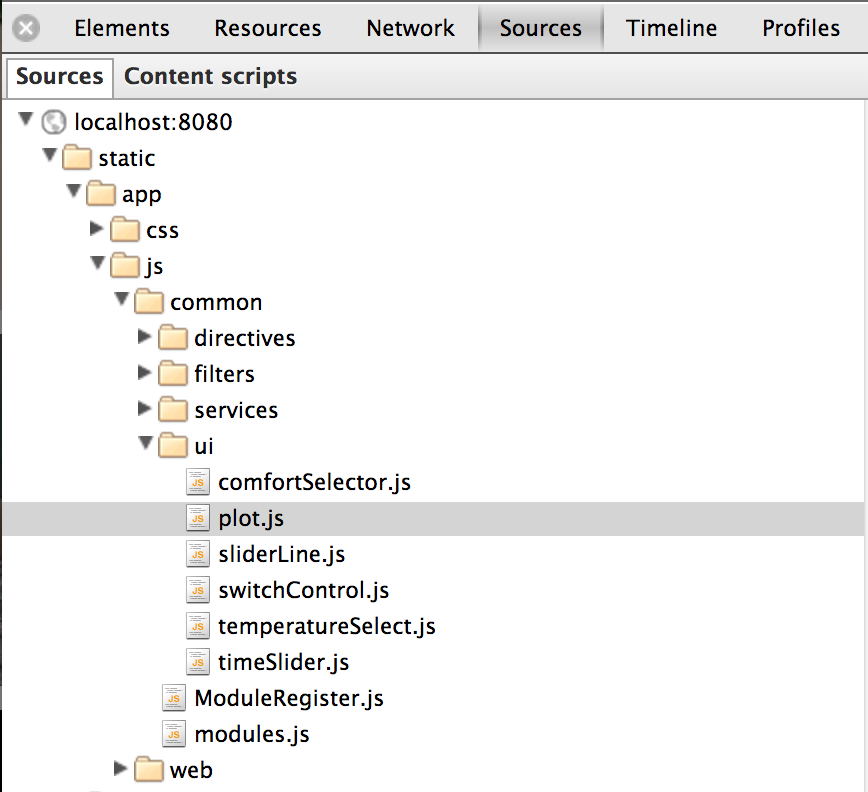 Elements Resources Network Sources Timeline Profiles
Sources Content scripts
localhost:8080
static
app
css
js
common
directives
filters
services
ui
JS comfortSelector.js
JS plot.js
JS sliderLine.js
JS switchControl.js
JS temperatureSelect.js
JS timeSlider.js
JS ModuleRegister.js
JS modules.js
web